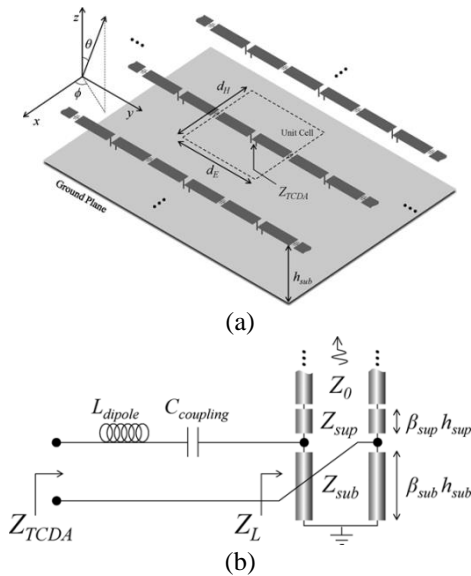 z
θ
ϕ
x
y
d_H
Unit Cell
d_E
Z_TCDA
Ground Plane
h_sub
(a)
Z_0
L_dipole
C_coupling
Z_sup
β_sup h_sup
Z_TCDA
Z_L
Z_sub
β_sub h_sub
(b)